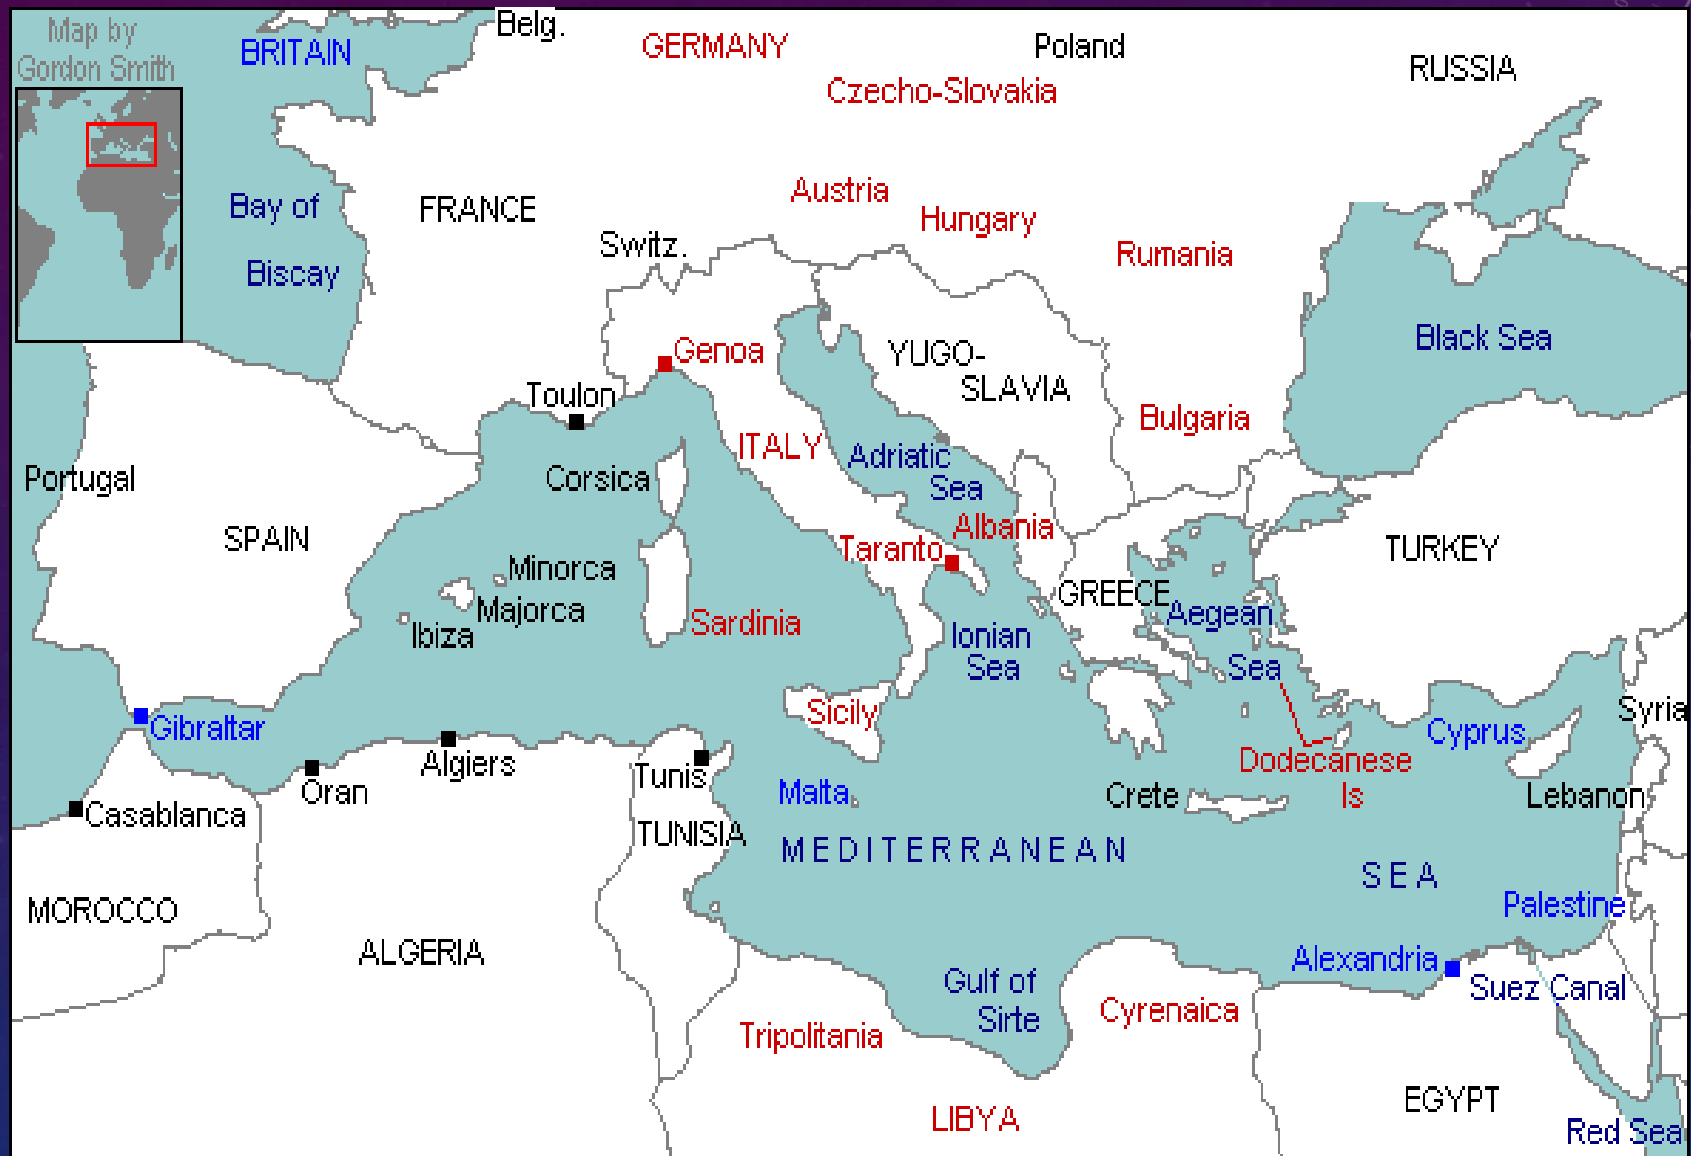 Map by
Gordon Smith
BRITAIN
Belg.
GERMANY
Poland
RUSSIA
Czecho-Slovakia
Bay of
Biscay
FRANCE
Austria
Hungary
Switz.
Rumania
Black Sea
Genoa
YUGO-
SLAVIA
Toulon
Bulgaria
ITALY
Adriatic
Sea
Corsica
Portugal
SPAIN
Albania
Taranto
TURKEY
Minorca
Majorca
Ibiza
Sardinia
GREECE
Aegean
Sea
Ionian
Sea
Sicily
Syria
Gibraltar
Cyprus
Algiers
Tunis
Dodecanese
Is
Oran
Malta
Crete
Lebanon
Casablanca
TUNISIA
MEDITERRANEAN
SEA
MOROCCO
Palestine
ALGERIA
Alexandria
Suez Canal
Gulf of
Sirte
Cyrenaica
Tripolitania
LIBYA
EGYPT
Red Sea